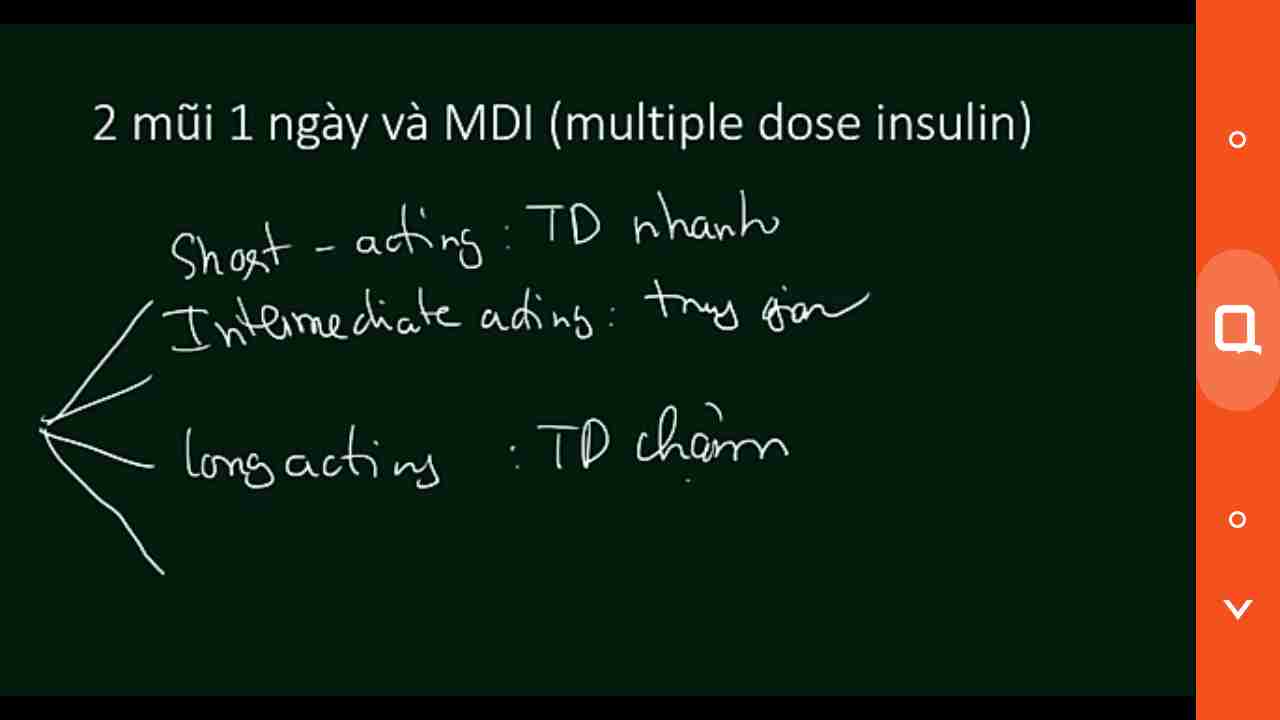 2 mũi 1 ngày và MDI (multiple dose insulin)
Short - acting : TD nhanh
Intermediate acting : trung gian
long acting : TD chậm